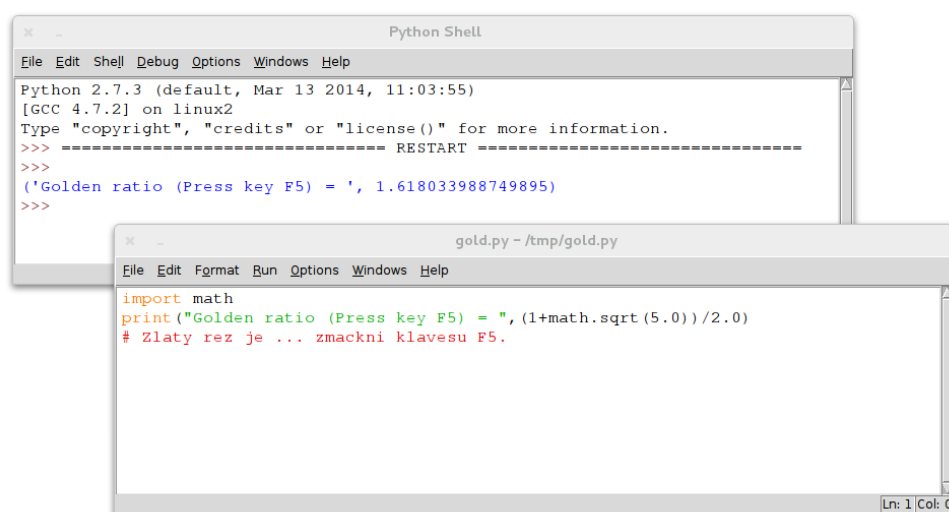 Python Shell
File Edit Shell Debug Options Windows Help
Python 2.7.3 (default, Mar 13 2014, 11:03:55)
[GCC 4.7.2] on linux2
Type "copyright", "credits" or "license()" for more information.
>>> ================================ RESTART ================================
>>>
('Golden ratio (Press key F5) = ', 1.618033988749895)
>>>
gold.py - /tmp/gold.py
File Edit Format Run Options Windows Help
import math
print("Golden ratio (Press key F5) = ",(1+math.sqrt(5.0))/2.0)
# Zlaty rez je ... zmackni klavesu F5.
Ln: 1 Col: 0